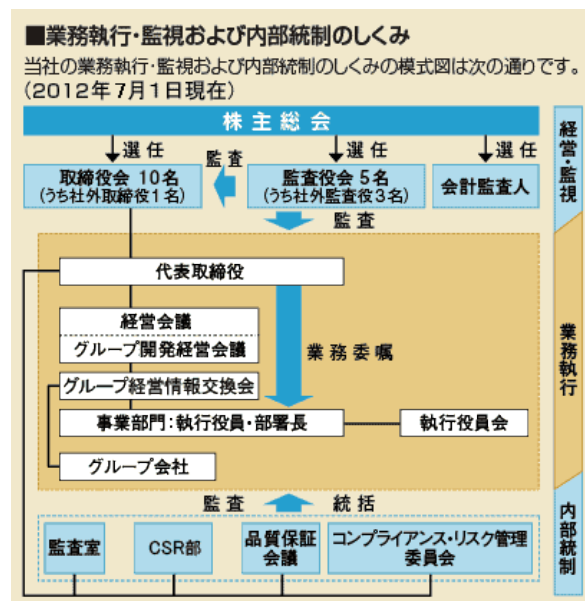 ■業務執行・監視および内部統制のしくみ
当社の業務執行・監視および内部統制のしくみの模式図は次の通りです。
(2012年7月1日現在)
株主総会
選任
監査
選任
選任
取締役会 10名
(うち社外取締役1名)
監査役会 5名
(うち社外監査役3名)
会計監査人
経営・監視
監査
代表取締役
経営会議
グループ開発経営会議
業務委嘱
グループ経営情報交換会
事業部門:執行役員・部署長
執行役員会
グループ会社
業務執行
監査
統括
監査室
CSR部
品質保証
会議
コンプライアンス・リスク管理
委員会
内部統制